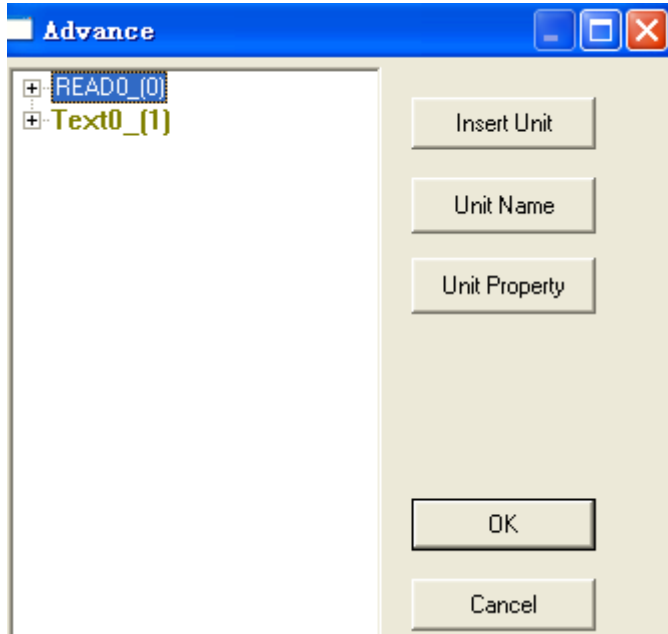 Advance
READ0_(0)
Text0_(1)
Insert Unit
Unit Name
Unit Property
OK
Cancel